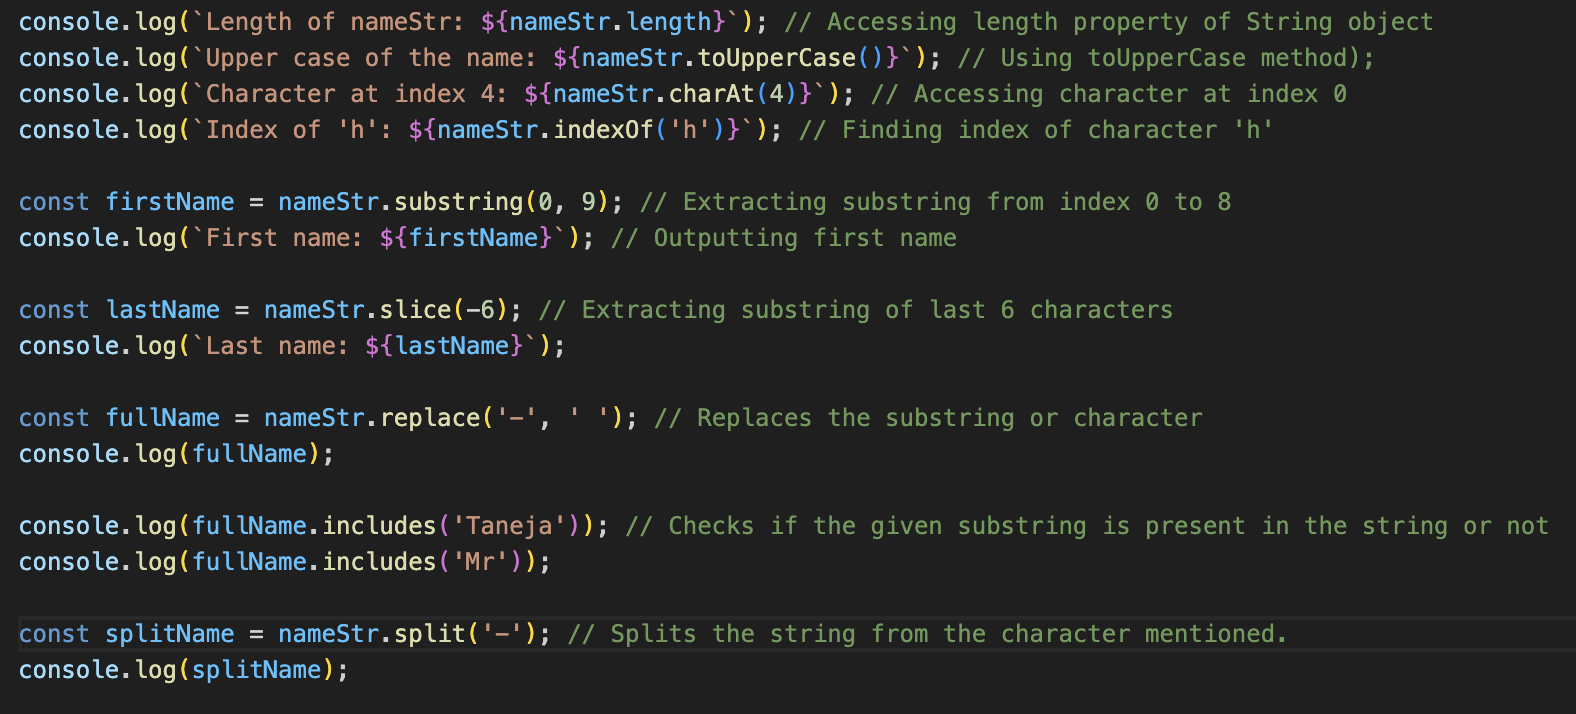 console.log(`Length of nameStr: ${nameStr.length}`); // Accessing length property of String object
console.log(`Upper case of the name: ${nameStr.toUpperCase()}`); // Using toUpperCase method);
console.log(`Character at index 4: ${nameStr.charAt(4)}`); // Accessing character at index 0
console.log(`Index of 'h': ${nameStr.indexOf('h')}`); // Finding index of character 'h'
const firstName = nameStr.substring(0, 9); // Extracting substring from index 0 to 8
console.log(`First name: ${firstName}`); // Outputting first name
const lastName = nameStr.slice(-6); // Extracting substring of last 6 characters
console.log(`Last name: ${lastName}`);
const fullName = nameStr.replace('-', ' '); // Replaces the substring or character
console.log(fullName);
console.log(fullName.includes('Taneja')); // Checks if the given substring is present in the string or not
console.log(fullName.includes('Mr'));
const splitName = nameStr.split('-'); // Splits the string from the character mentioned.
console.log(splitName);